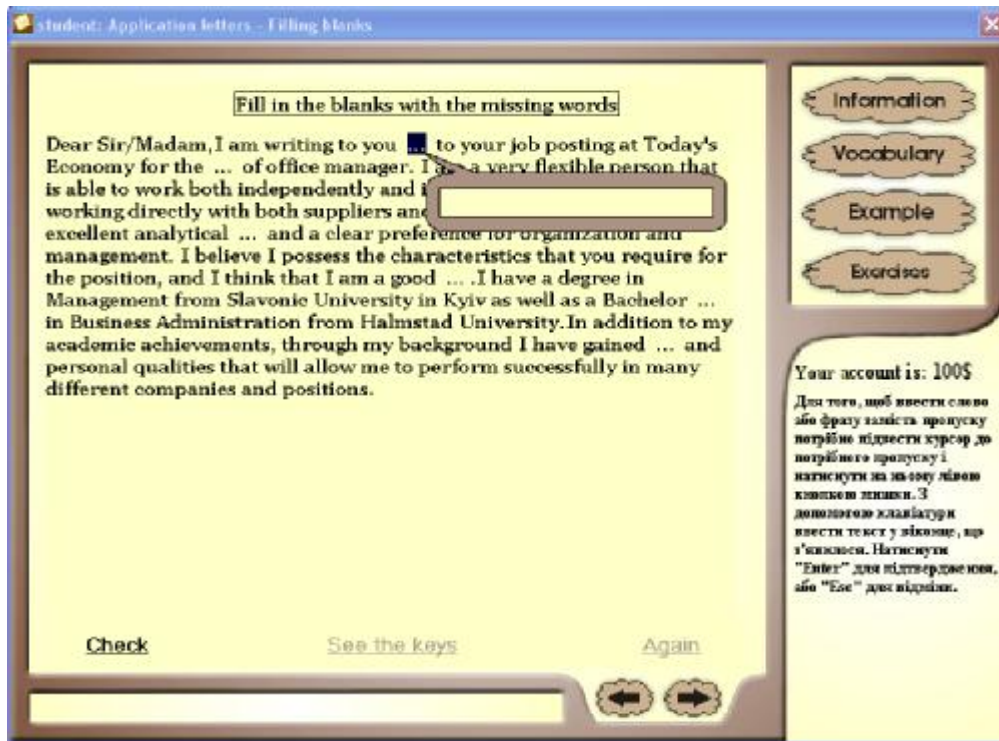 student: Application letters - Filling blanks
Fill in the blanks with the missing words
Dear Sir/Madam, I am writing to you ... to your job posting at Today's
Economy for the ... of office manager. I am a very flexible person that
is able to work both independently and
working directly with both suppliers and
excellent analytical ... and a clear preference for organization and
management. I believe I possess the characteristics that you require for
the position, and I think that I am a good ... .I have a degree in
Management from Slavonic University in Kyiv as well as a Bachelor ...
in Business Administration from Halmstad University. In addition to my
academic achievements, through my background I have gained ... and
personal qualities that will allow me to perform successfully in many
different companies and positions.
Check
See the keys
Again
Information
Vocabulary
Example
Exercises
Your account is: 100$
Для того, щоб ввести слово
або фразу замість пропуску
потрібно підвести курсор до
потрібного пропуску і
натиснути на ньому лівою
кнопкою мишки. З
допомогою клавіатури
ввести текст у віконце, що
з'явилося. Натиснути
"Enter" для підтвердження,
або "Esc" для відміни.